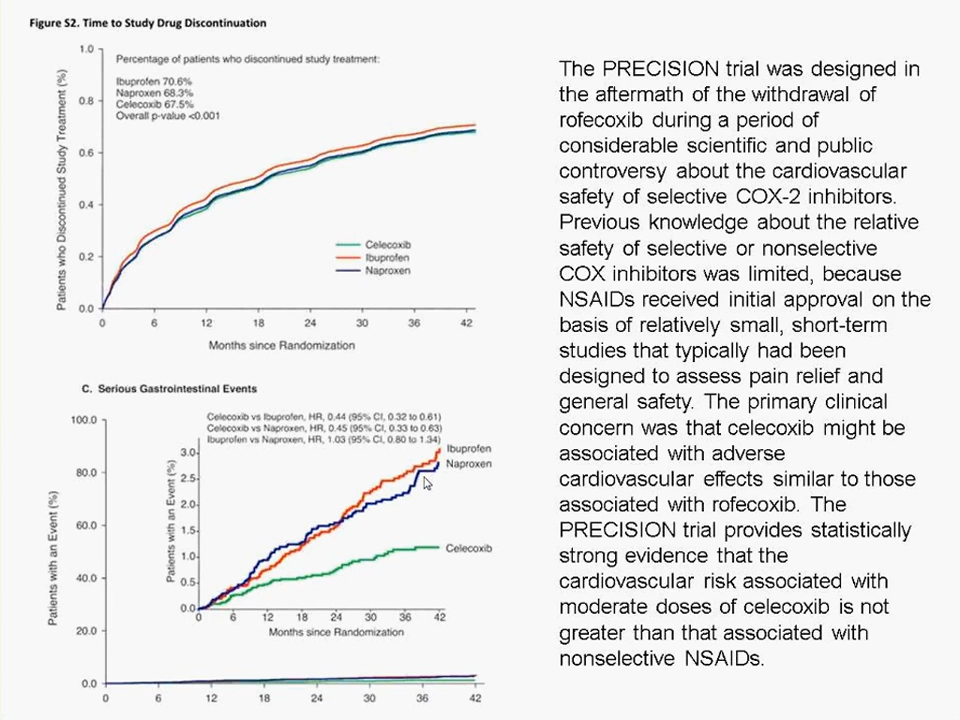 Figure S2. Time to Study Drug Discontinuation
1.0
0.8
0.6
0.4
0.2
0.0
Patients who Discontinued Study Treatment (%)
Percentage of patients who discontinued study treatment:
Ibuprofen 70.6%
Naproxen 68.3%
Celecoxib 67.5%
Overall p-value <0.001
Celecoxib
Ibuprofen
Naproxen
0 6 12 18 24 30 36 42
Months since Randomization
C. Serious Gastrointestinal Events
100.0
80.0
60.0
40.0
20.0
0.0
Patients with an Event (%)
Celecoxib vs Ibuprofen, HR, 0.44 (95% CI, 0.32 to 0.61)
Celecoxib vs Naproxen, HR, 0.45 (95% CI, 0.33 to 0.63)
Ibuprofen vs Naproxen, HR, 1.03 (95% CI, 0.80 to 1.34)
3.0
2.5
2.0
1.5
1.0
0.5
0.0
Patients with an Event (%)
Ibuprofen
Naproxen
Celecoxib
0 6 12 18 24 30 36 42
Months since Randomization
0 6 12 18 24 30 36 42
The PRECISION trial was designed in
the aftermath of the withdrawal of
rofecoxib during a period of
considerable scientific and public
controversy about the cardiovascular
safety of selective COX-2 inhibitors.
Previous knowledge about the relative
safety of selective or nonselective
COX inhibitors was limited, because
NSAIDs received initial approval on the
basis of relatively small, short-term
studies that typically had been
designed to assess pain relief and
general safety. The primary clinical
concern was that celecoxib might be
associated with adverse
cardiovascular effects similar to those
associated with rofecoxib. The
PRECISION trial provides statistically
strong evidence that the
cardiovascular risk associated with
moderate doses of celecoxib is not
greater than that associated with
nonselective NSAIDs.